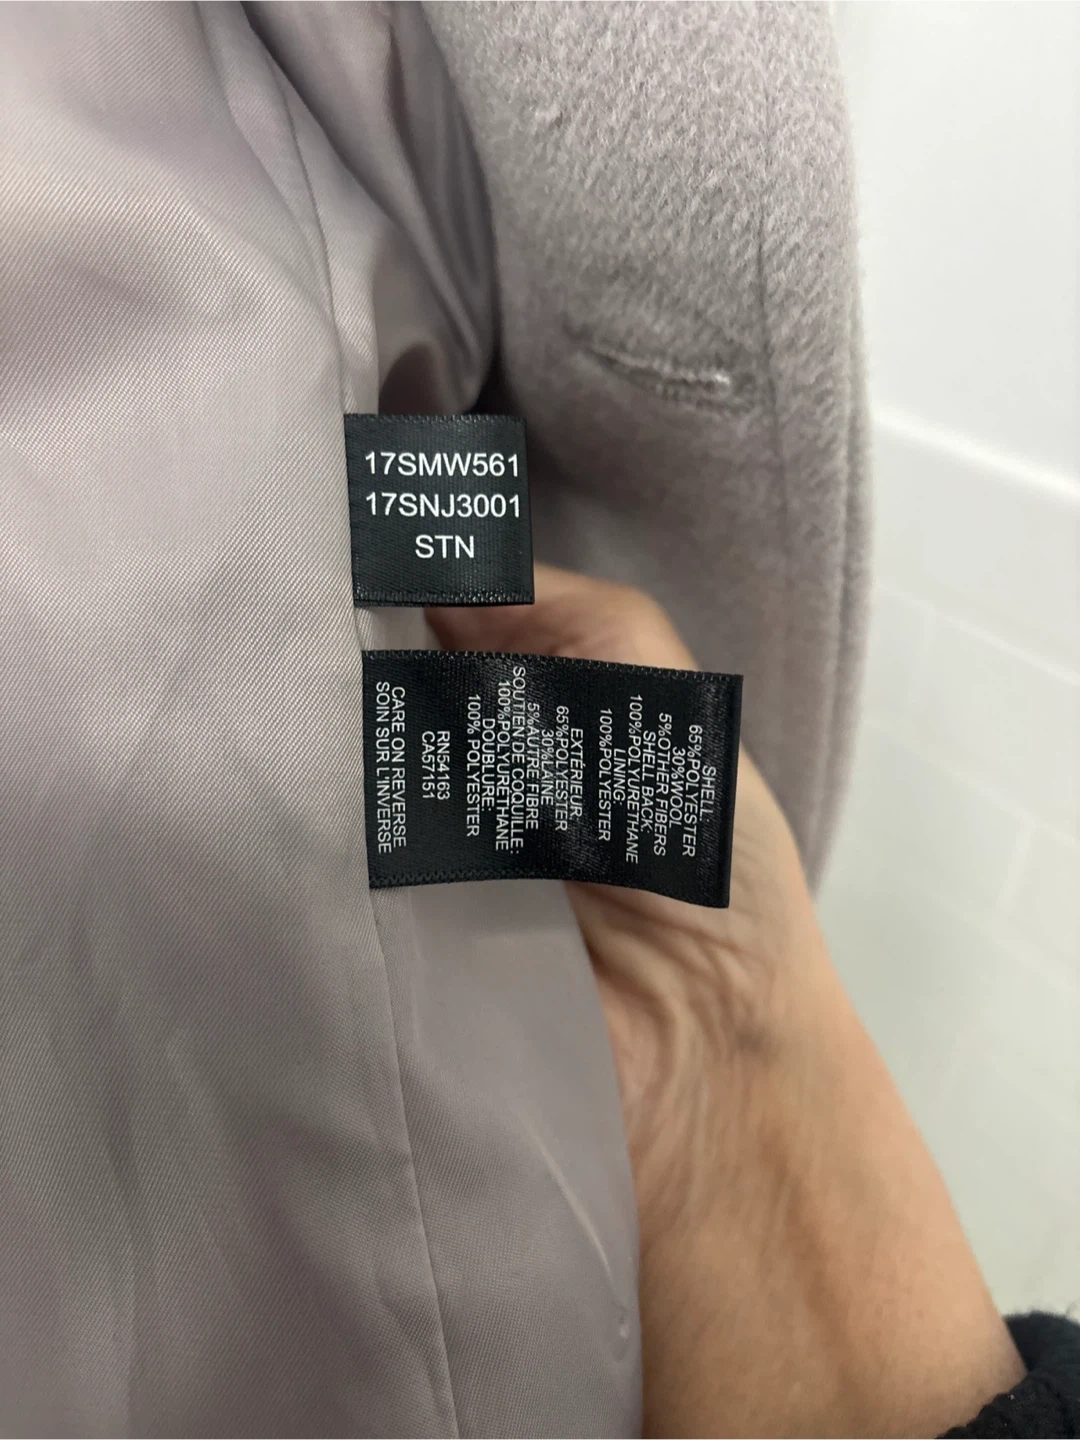 17SMW561
17SNJ3001
STN
SHELL:
65%POLYESTER
30%WOOL
5%OTHER FIBERS
SHELL BACK:
100%POLYURETHANE
LINING:
100%POLYESTER
EXTÉRIEUR:
65%POLYESTER
30%LAINE
5%AUTRE FIBRE
SOUTIEN DE COQUILLE:
100%POLYURETHANE
DOUBLURE:
100% POLYESTER
RN54163
CA57151
CARE ON REVERSE
SOIN SUR L'INVERSE